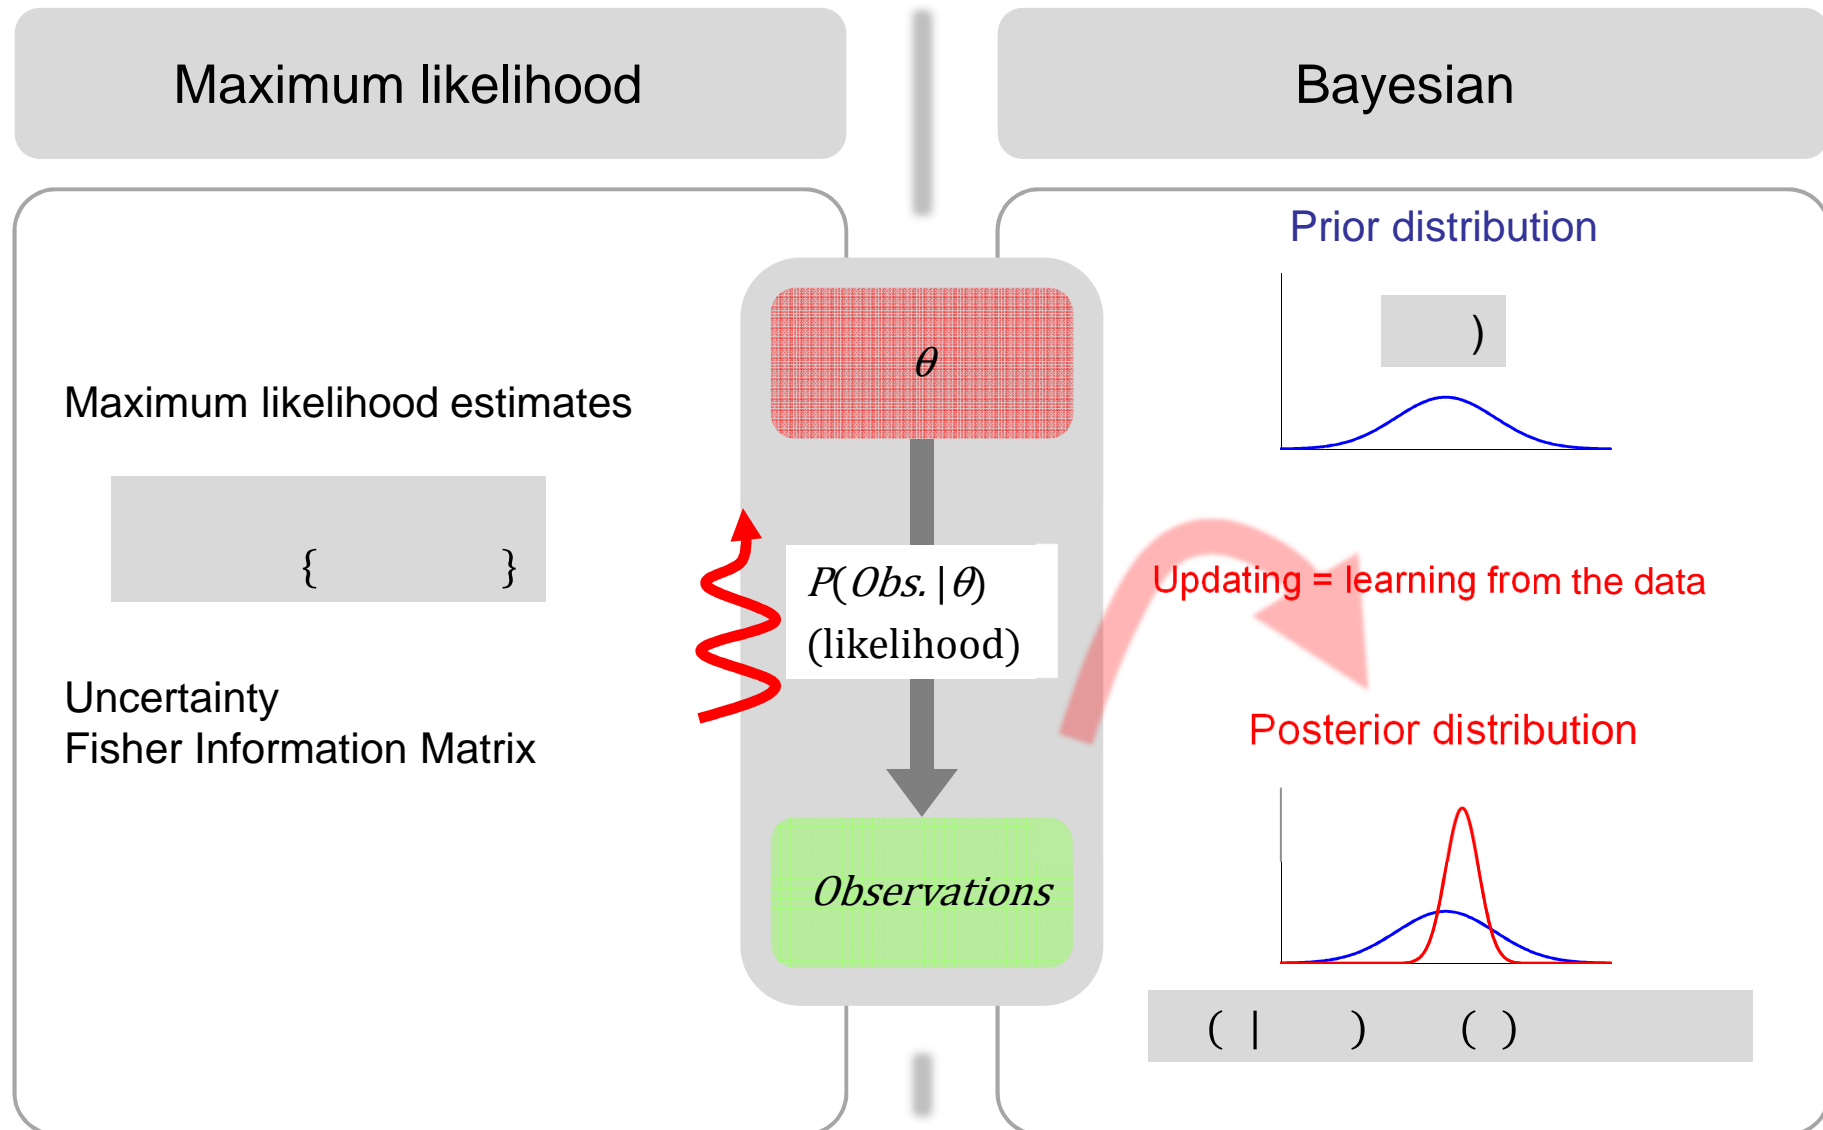 Maximum likelihood
Bayesian
Maximum likelihood estimates
{ }
Uncertainty
Fisher Information Matrix
θ
P(Obs. | θ)
(likelihood)
Observations
Prior distribution
)
Updating = learning from the data
Posterior distribution
( | ) ( )